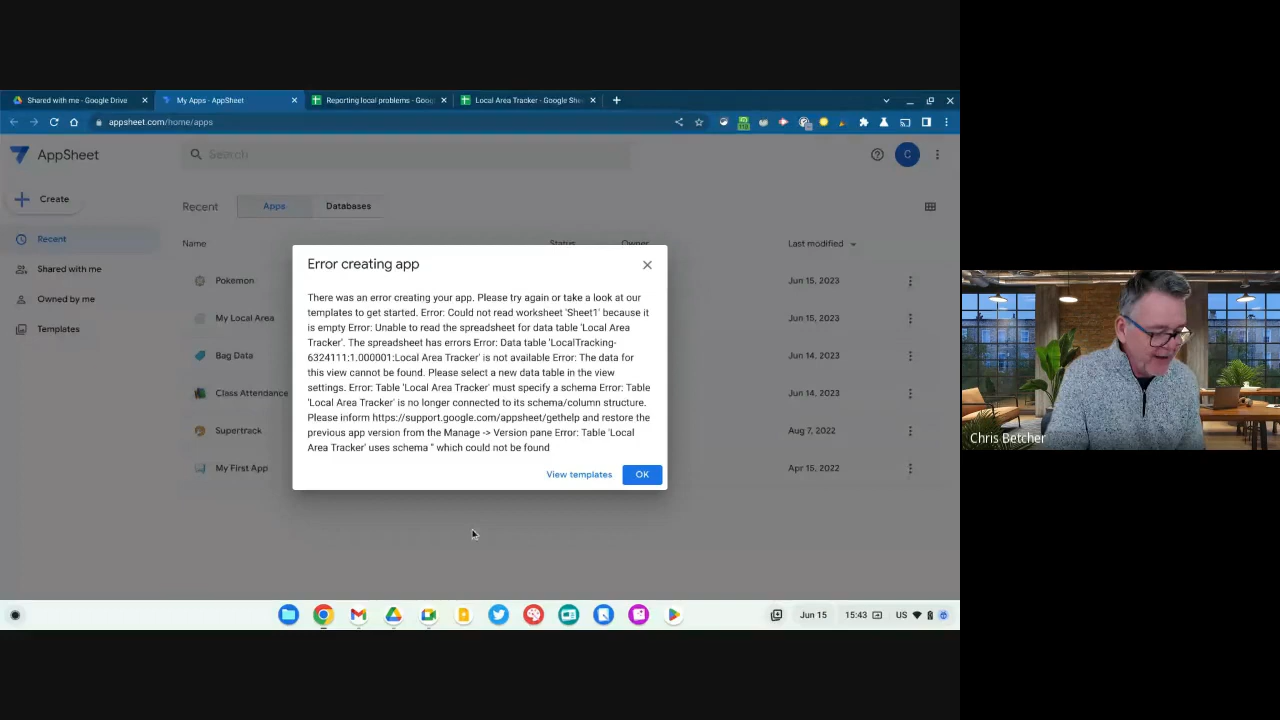 Shared with me - Google Drive
My Apps - AppSheet
Reporting local problems - Goog
Local Area Tracker - Google She
appsheet.com/home/apps
AppSheet
Search
C
Create
Recent
Apps
Databases
Recent
Name
Status
Owner
Last modified
Shared with me
Pokemon
Jun 15, 2023
Owned by me
My Local Area
Jun 15, 2023
Templates
Bag Data
Jun 14, 2023
Class Attendance
Jun 14, 2023
Supertrack
Aug 7, 2022
My First App
Apr 15, 2022
Error creating app
There was an error creating your app. Please try again or take a look at our
templates to get started. Error: Could not read worksheet 'Sheet1' because it
is empty Error: Unable to read the spreadsheet for data table 'Local Area
Tracker'. The spreadsheet has errors Error: Data table 'LocalTracking-
6324111:1.000001:Local Area Tracker' is not available Error: The data for
this view cannot be found. Please select a new data table in the view
settings. Error: Table 'Local Area Tracker' must specify a schema Error: Table
'Local Area Tracker' is no longer connected to its schema/column structure.
Please inform https://support.google.com/appsheet/gethelp and restore the
previous app version from the Manage -> Version pane Error: Table 'Local
Area Tracker' uses schema '' which could not be found
View templates
OK
Chris Betcher
Jun 15
15:43
US